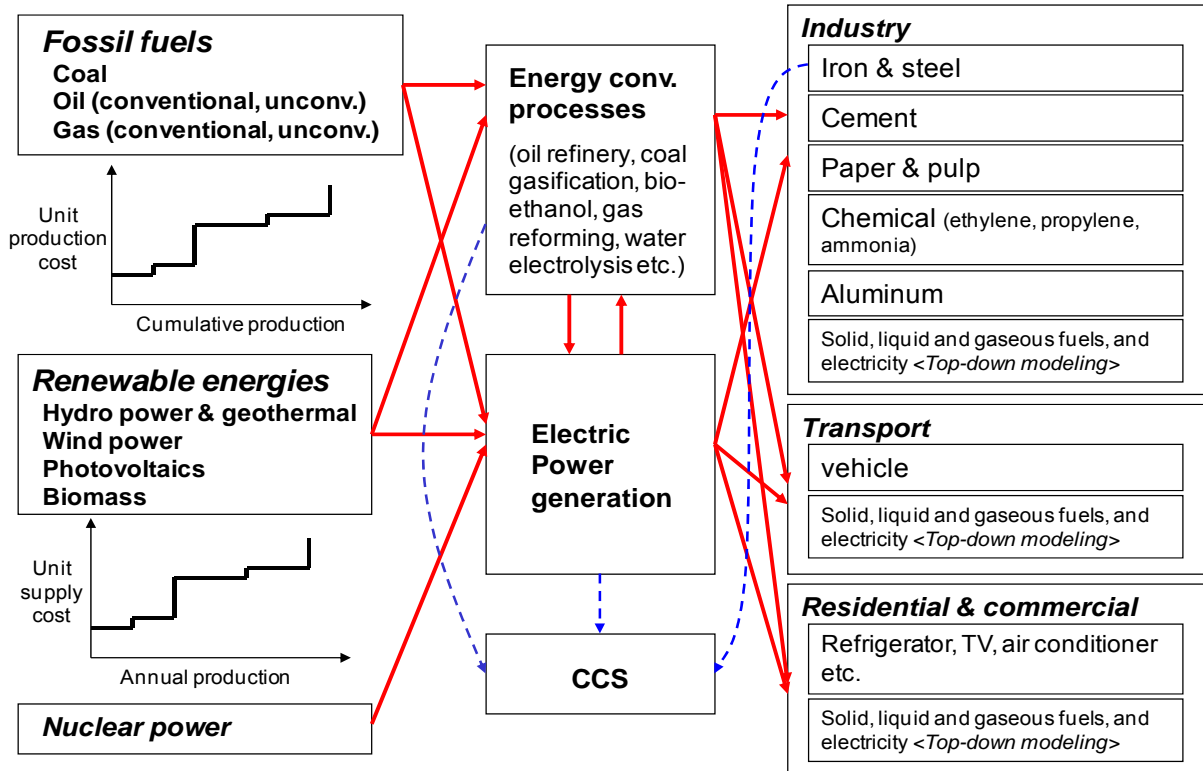 Fossil fuels
Coal
Oil (conventional, unconv.)
Gas (conventional, unconv.)
Unit
production
cost
Cumulative production
Renewable energies
Hydro power & geothermal
Wind power
Photovoltaics
Biomass
Unit
supply
cost
Annual production
Nuclear power
Energy conv.
processes
(oil refinery, coal
gasification, bio-
ethanol, gas
reforming, water
electrolysis etc.)
Electric
Power
generation
CCS
Industry
Iron & steel
Cement
Paper & pulp
Chemical (ethylene, propylene,
ammonia)
Aluminum
Solid, liquid and gaseous fuels, and
electricity <Top-down modeling>
Transport
vehicle
Solid, liquid and gaseous fuels, and
electricity <Top-down modeling>
Residential & commercial
Refrigerator, TV, air conditioner
etc.
Solid, liquid and gaseous fuels, and
electricity <Top-down modeling>